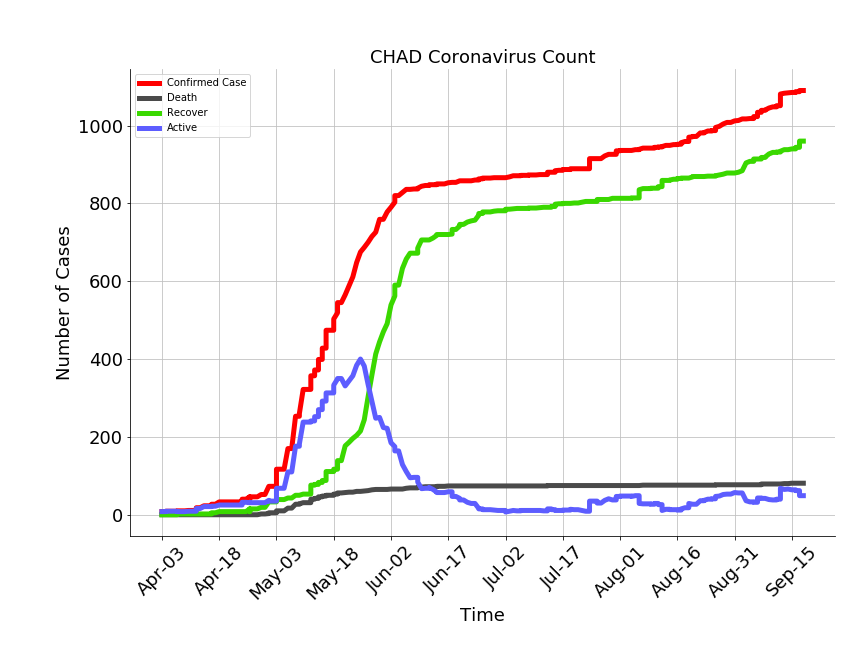 CHAD Coronavirus Count
Confirmed Case
Death
Recover
Active
Number of Cases
1000
800
600
400
200
0
Apr-03
Apr-18
May-03
May-18
Jun-02
Jun-17
Jul-02
Jul-17
Aug-01
Aug-16
Aug-31
Sep-15
Time